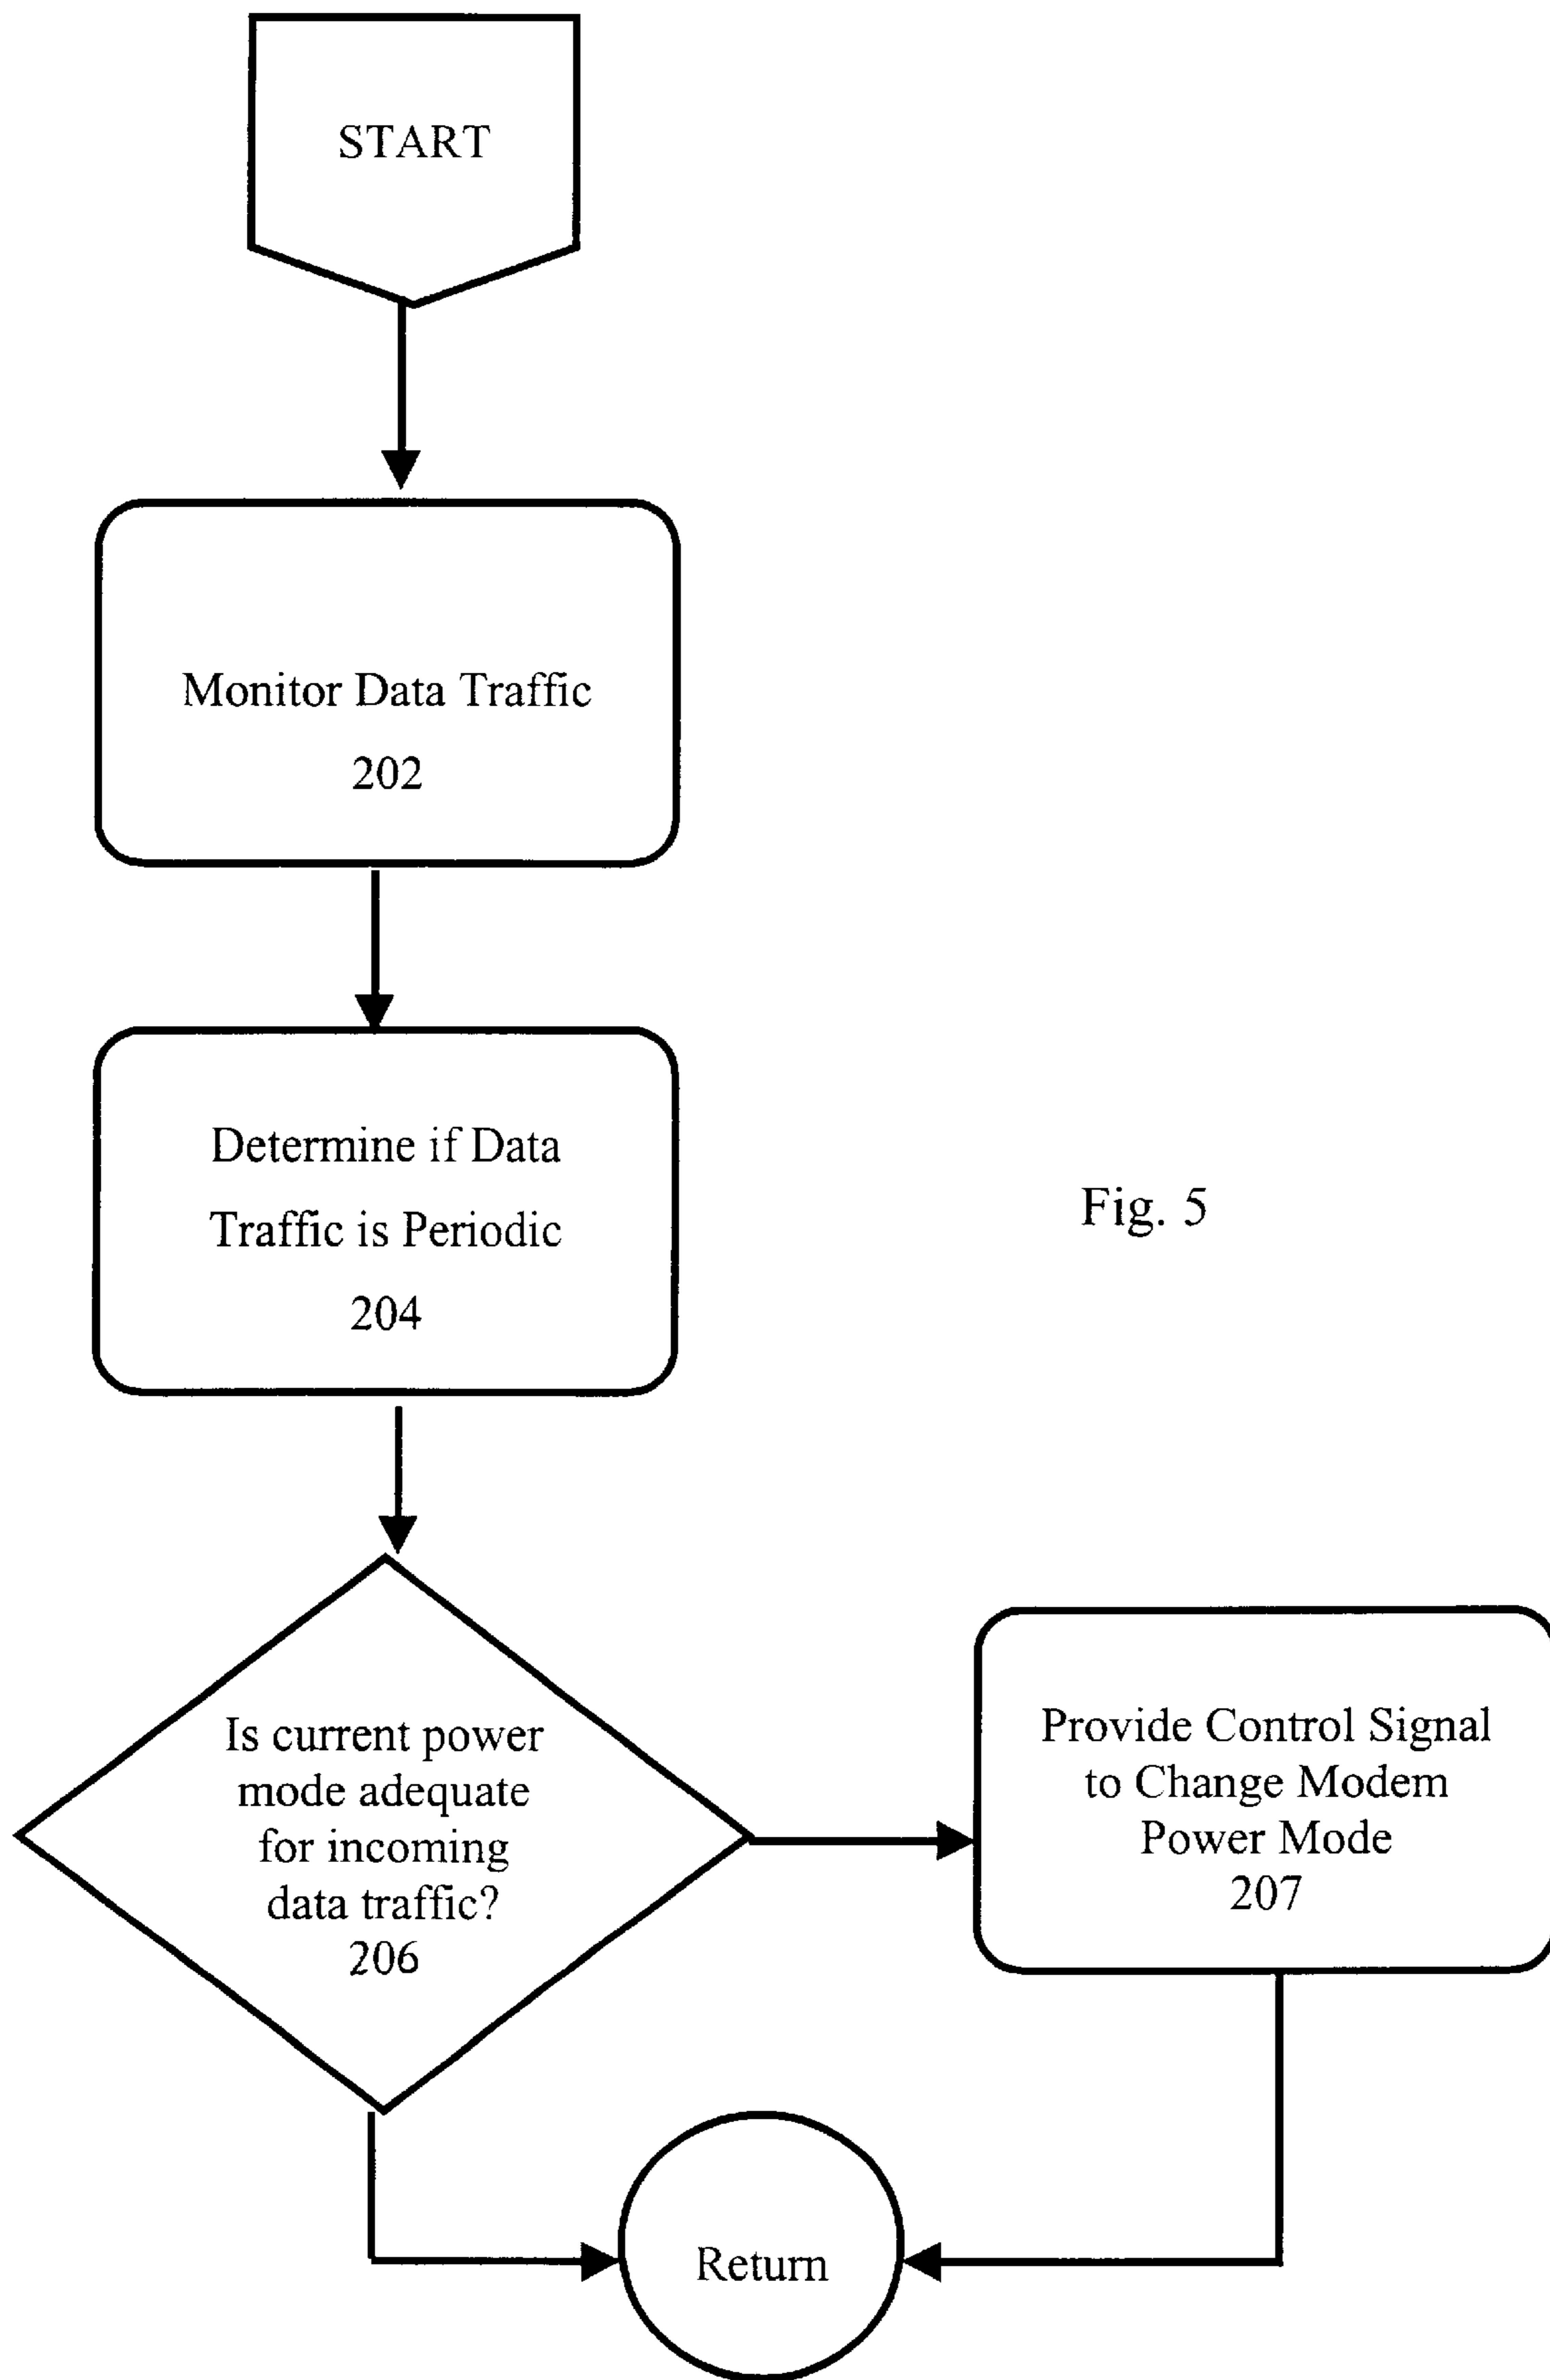 START
Monitor Data Traffic
202
Determine if Data
Traffic is Periodic
204
Fig. 5
Is current power
mode adequate
for incoming
data traffic?
206
Provide Control Signal
to Change Modem
Power Mode
207
Return